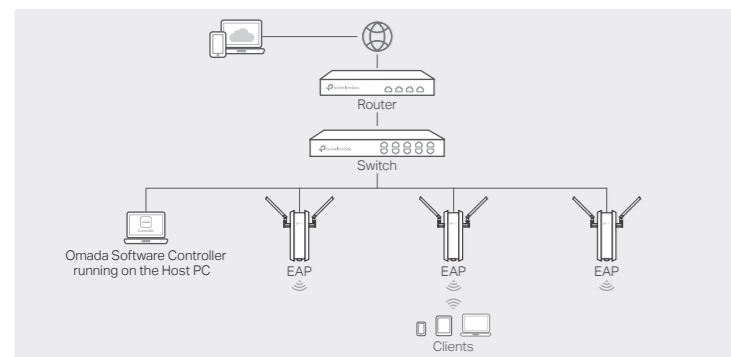 Router
Switch
Omada Software Controller
running on the Host PC
EAP
EAP
EAP
Clients